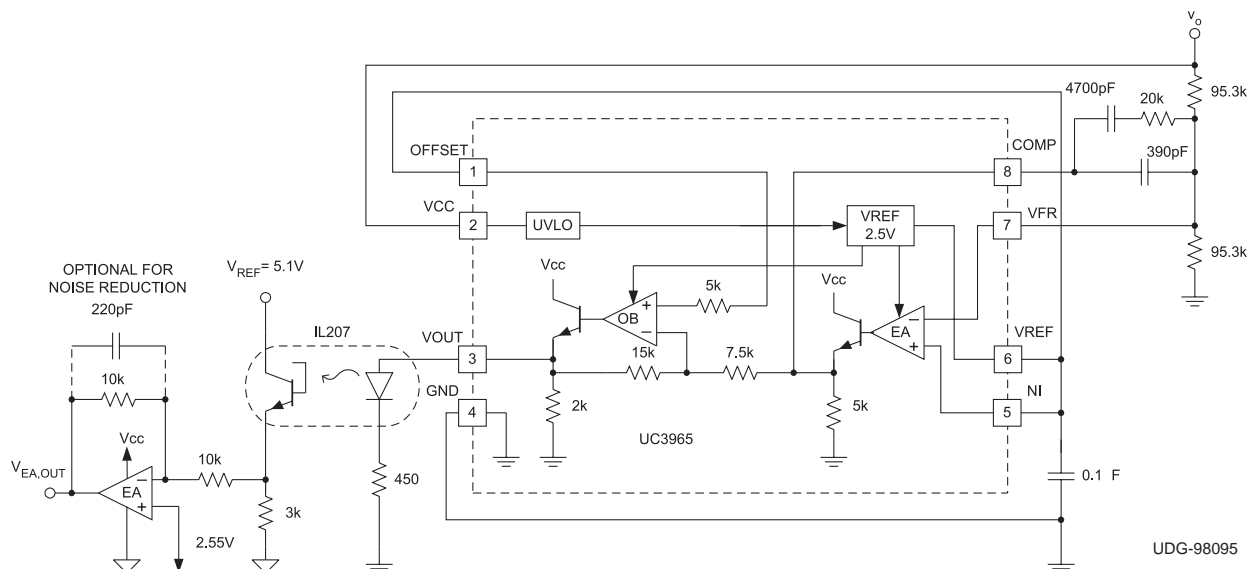 Vo
95.3k
4700pF
20k
390pF
OFFSET
1
COMP
8
VCC
2
UVLO
VREF
2.5V
VFR
7
95.3k
OPTIONAL FOR
NOISE REDUCTION
220pF
VREF = 5.1V
Vcc
OB
+
−
5k
Vcc
EA
−
+
IL207
VOUT
3
VREF
6
15k
7.5k
10k
GND
4
NI
5
2k
5k
UC3965
Vcc
VEA,OUT
EA
−
+
10k
450
0.1 F
3k
2.55V
UDG-98095